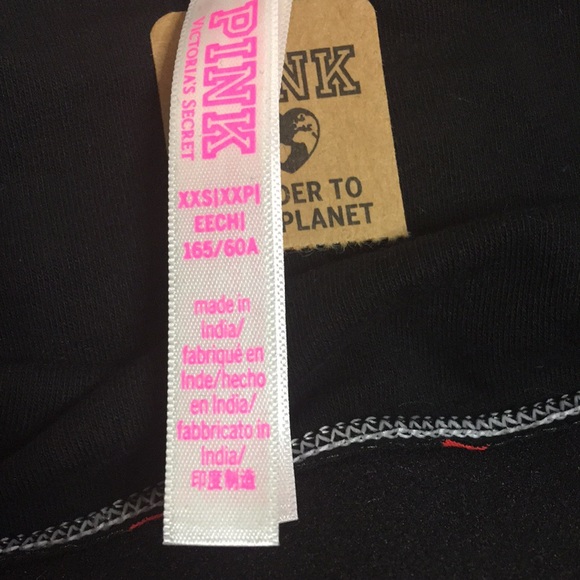 PINK
VICTORIA'S SECRET
XXS|XXP|
EECH|
165/60A
made in
India/
fabriqué en
Inde/hecho
en India/
fabbricato in
India/
印度制造
NK
DER TO
PLANET